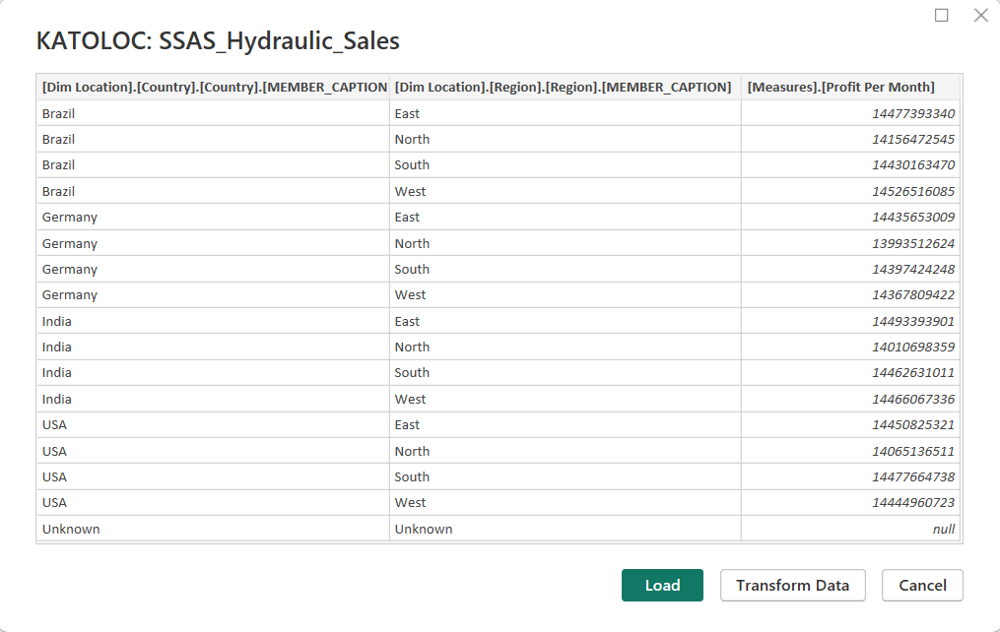 KATOLOC: SSAS_Hydraulic_Sales
[Dim Location].[Country].[Country].[MEMBER_CAPTION [Dim Location].[Region].[Region].[MEMBER_CAPTION] [Measures].[Profit Per Month]
Brazil East 14477393340
Brazil North 14156472545
Brazil South 14430163470
Brazil West 14526516085
Germany East 14435653009
Germany North 13993512624
Germany South 14397424248
Germany West 14367809422
India East 14493393901
India North 14010698359
India South 14462631011
India West 14466067336
USA East 14450825321
USA North 14065136511
USA South 14477664738
USA West 14444960723
Unknown Unknown null
Load Transform Data Cancel